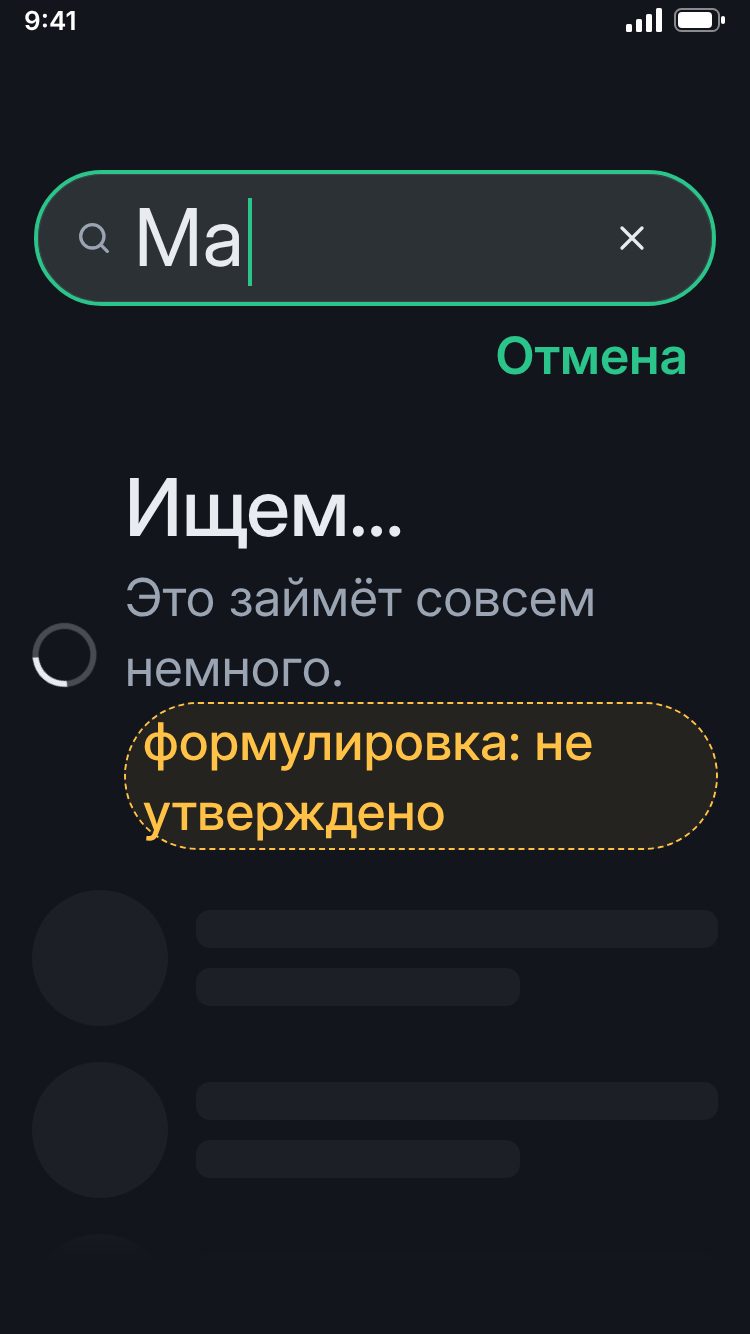 9:41
Ма
Отмена
Ищем...
Это займёт совсем
немного.
формулировка: не
утверждено